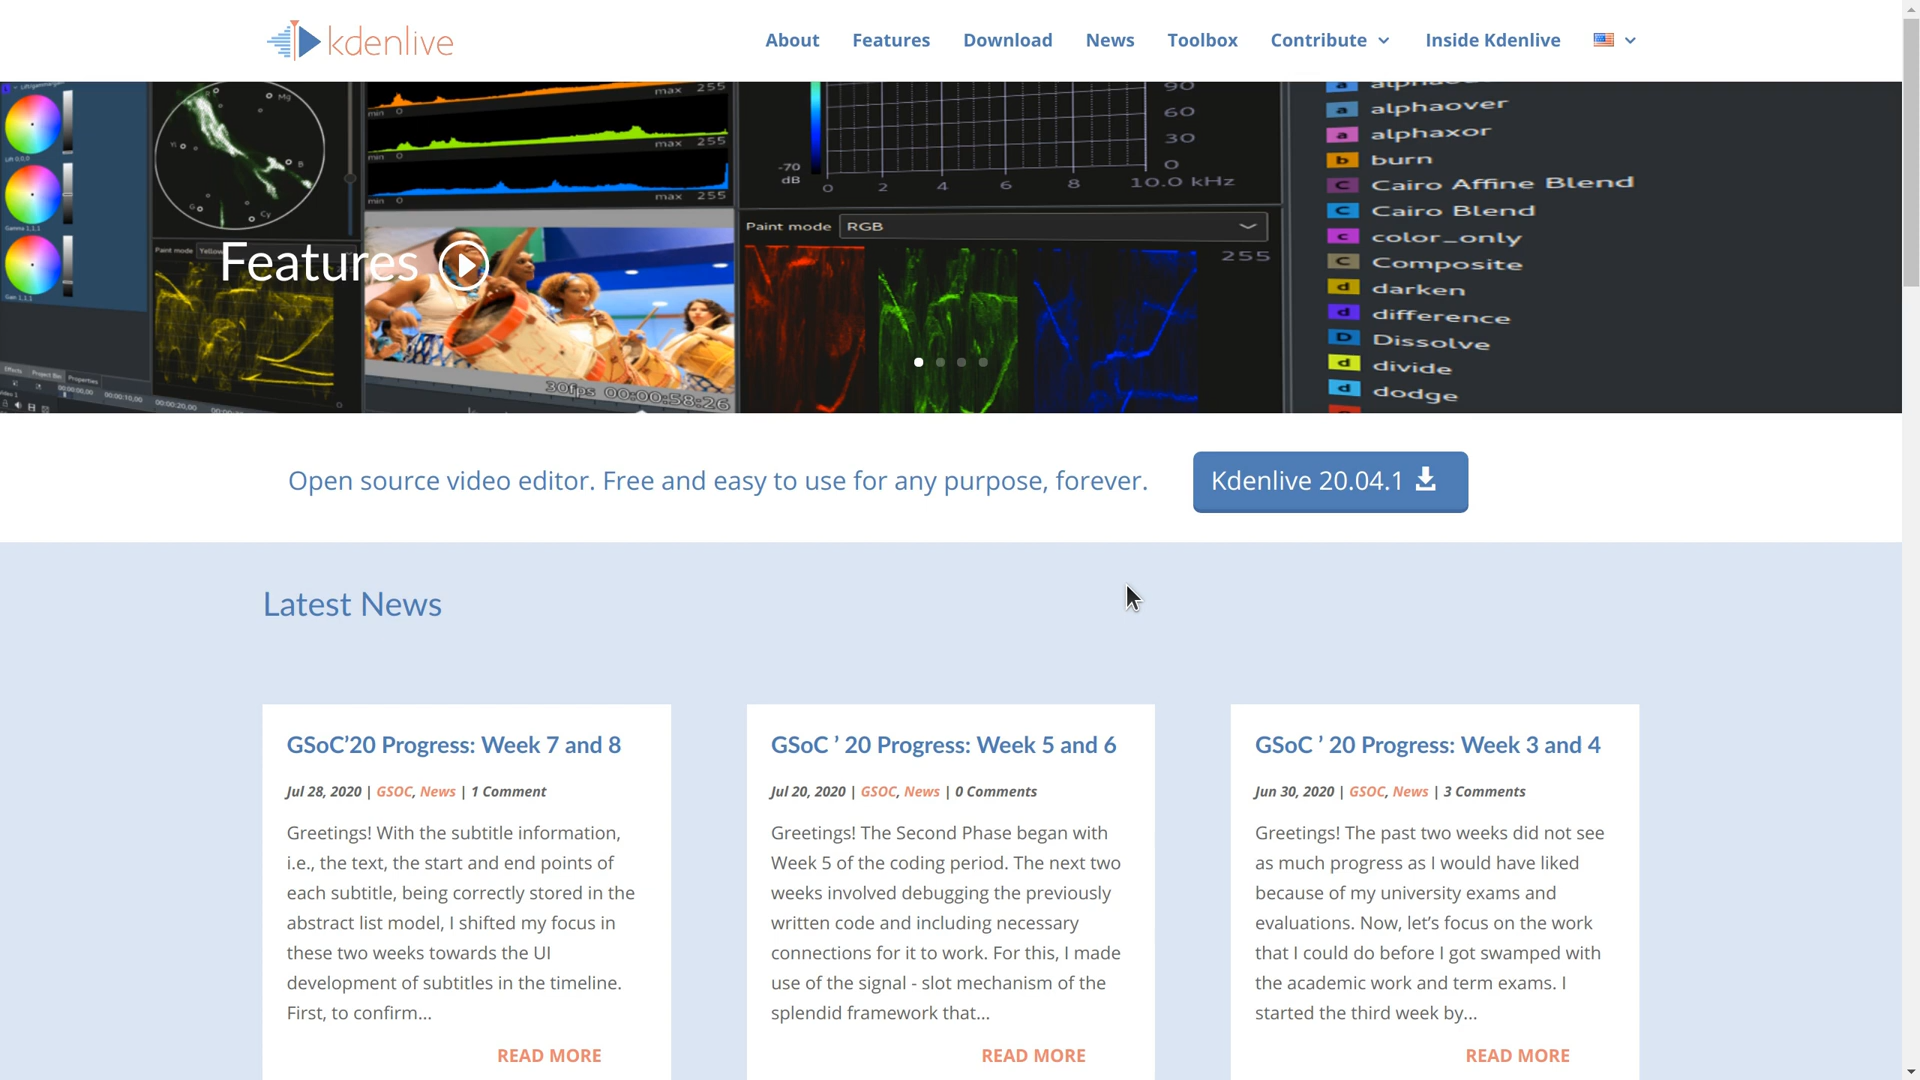 kdenlive
About Features Download News Toolbox Contribute Inside Kdenlive
Features
min 0 max 255
min 0 max 255
min 0 max 255
-70
dB
90
60
30
0
0 2 4 6 8 10.0 kHz
Paint mode RGB
255
Paint mode Yellow
30fps 00:00:58:26
Effects Project Bin Properties
alphaover
alphaxor
burn
Cairo Affine Blend
Cairo Blend
color_only
Composite
darken
difference
Dissolve
divide
dodge
Open source video editor. Free and easy to use for any purpose, forever.
Kdenlive 20.04.1
Latest News
GSoC’20 Progress: Week 7 and 8
Jul 28, 2020 | GSOC, News | 1 Comment
Greetings! With the subtitle information,
i.e., the text, the start and end points of
each subtitle, being correctly stored in the
abstract list model, I shifted my focus in
these two weeks towards the UI
development of subtitles in the timeline.
First, to confirm...
READ MORE
GSoC ’ 20 Progress: Week 5 and 6
Jul 20, 2020 | GSOC, News | 0 Comments
Greetings! The Second Phase began with
Week 5 of the coding period. The next two
weeks involved debugging the previously
written code and including necessary
connections for it to work. For this, I made
use of the signal - slot mechanism of the
splendid framework that...
READ MORE
GSoC ’ 20 Progress: Week 3 and 4
Jun 30, 2020 | GSOC, News | 3 Comments
Greetings! The past two weeks did not see
as much progress as I would have liked
because of my university exams and
evaluations. Now, let’s focus on the work
that I could do before I got swamped with
the academic work and term exams. I
started the third week by...
READ MORE